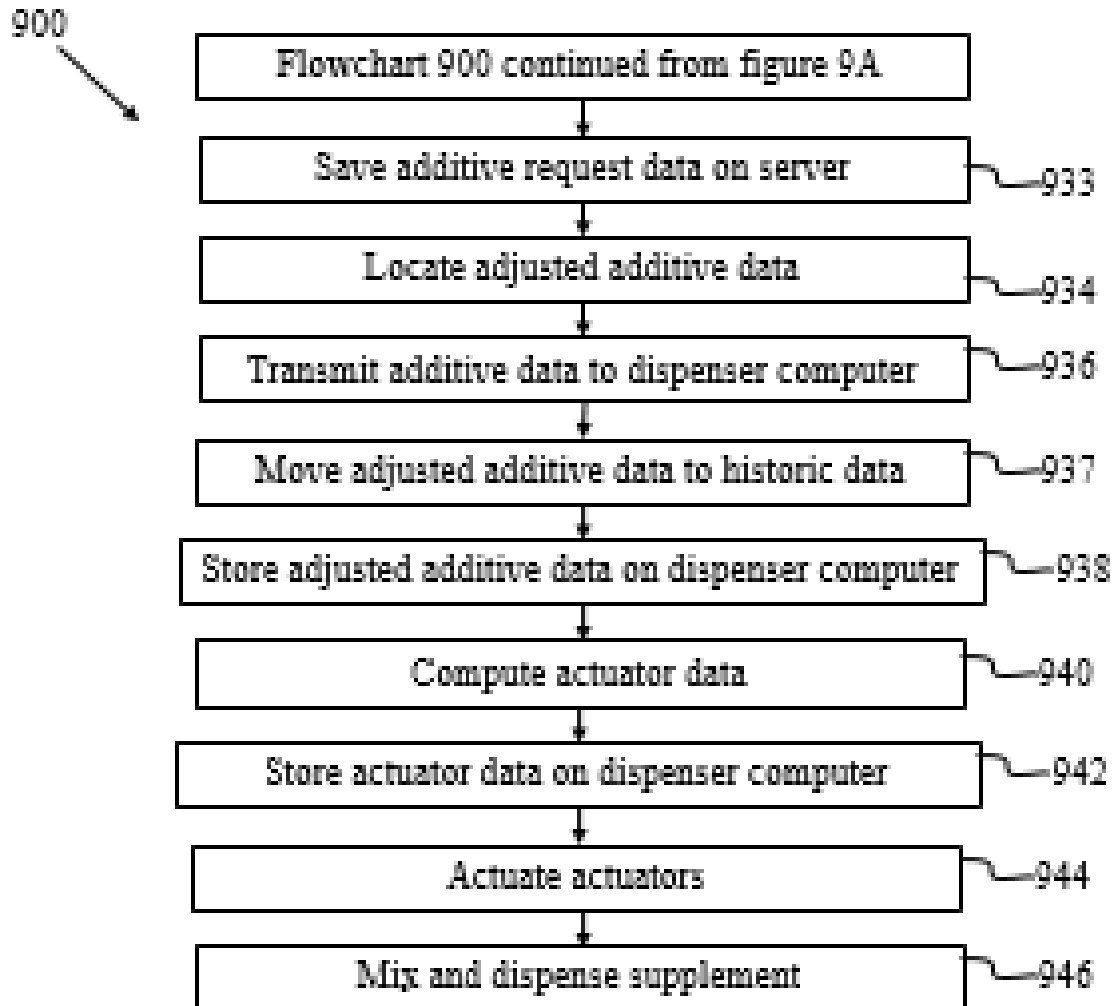 900
Flowchart 900 continued from figure 9A
Save additive request data on server
933
Locate adjusted additive data
934
Transmit additive data to dispenser computer
936
Move adjusted additive data to historic data
937
Store adjusted additive data on dispenser computer
938
Compute actuator data
940
Store actuator data on dispenser computer
942
Actuate actuators
944
Mix and dispense supplement
946